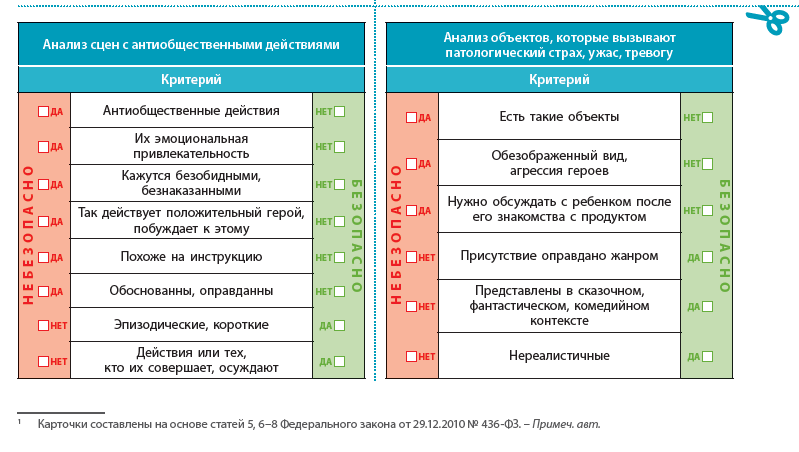 Анализ сцен с антиобщественными действиями
Критерий
НЕБЕЗОПАСНО
БЕЗОПАСНО
ДА Антиобщественные действия НЕТ
ДА Их эмоциональная
привлекательность НЕТ
ДА Кажутся безобидными,
безнаказанными НЕТ
ДА Так действует положительный герой,
побуждает к этому НЕТ
ДА Похоже на инструкцию НЕТ
ДА Обоснованны, оправданны НЕТ
НЕТ Эпизодические, короткие ДА
НЕТ Действия или тех,
кто их совершает, осуждают ДА
Анализ объектов, которые вызывают
патологический страх, ужас, тревогу
Критерий
НЕБЕЗОПАСНО
БЕЗОПАСНО
ДА Есть такие объекты НЕТ
ДА Обезображенный вид,
агрессия героев НЕТ
ДА Нужно обсуждать с ребенком после
его знакомства с продуктом НЕТ
НЕТ Присутствие оправдано жанром ДА
НЕТ Представлены в сказочном,
фантастическом, комедийном
контексте ДА
НЕТ Нереалистичные ДА
1 Карточки составлены на основе статей 5, 6–8 Федерального закона от 29.12.2010 № 436-ФЗ. – Примеч. авт.